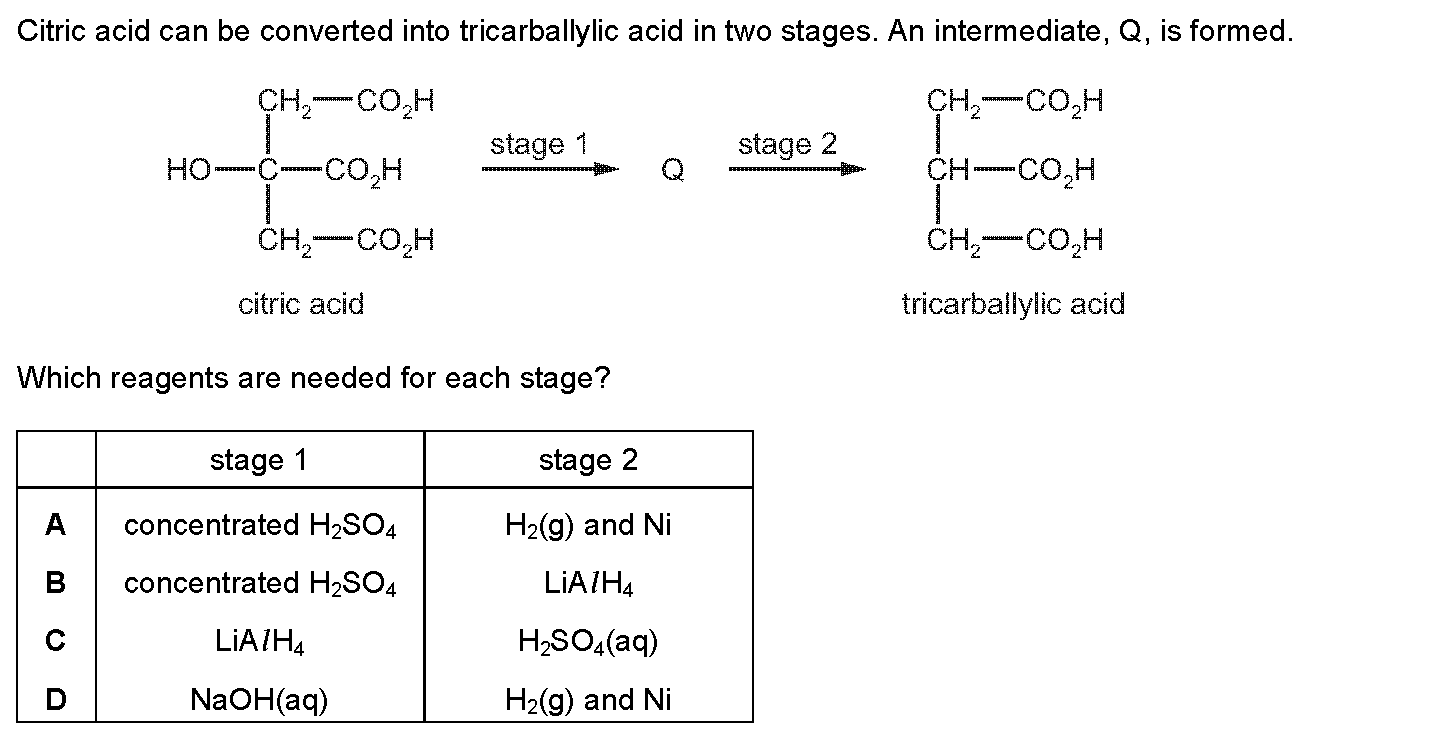 Citric acid can be converted into tricarballylic acid in two stages. An intermediate, Q, is formed.
CH₂—CO₂H
HO—C—CO₂H
CH₂—CO₂H
citric acid
stage 1
Q
stage 2
CH₂—CO₂H
CH—CO₂H
CH₂—CO₂H
tricarballylic acid
Which reagents are needed for each stage?
stage 1 stage 2
A concentrated H₂SO₄ H₂(g) and Ni
B concentrated H₂SO₄ LiAlH₄
C LiAlH₄ H₂SO₄(aq)
D NaOH(aq) H₂(g) and Ni